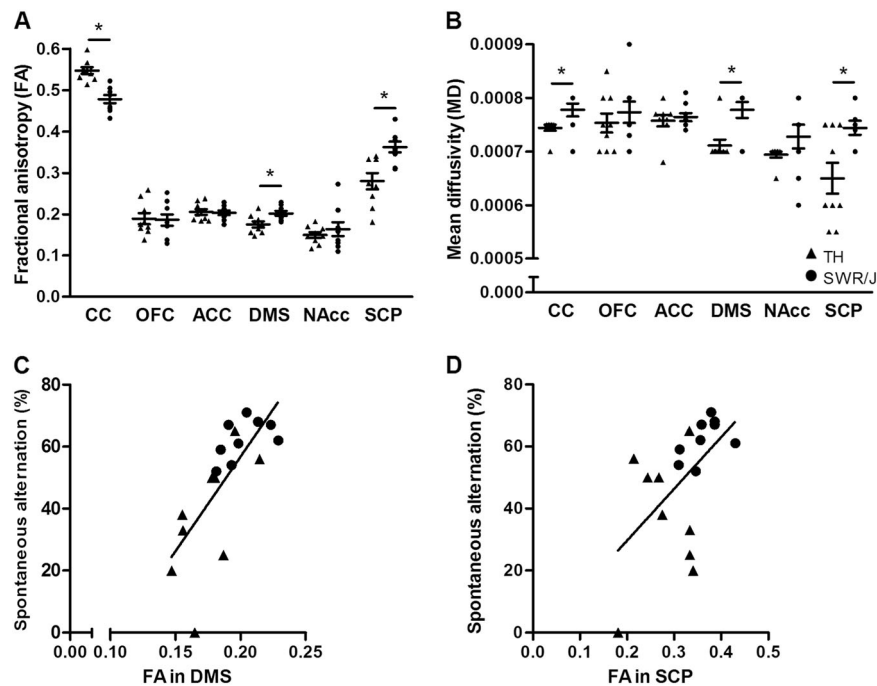 A
Fractional anisotropy (FA)
0.6
0.5
0.4
0.3
0.2
0.1
0.0
*
*
*
CC OFC ACC DMS NAcc SCP
B
Mean diffusivity (MD)
0.0009
0.0008
0.0007
0.0006
0.0005
0.000
*
*
*
TH
SWR/J
CC OFC ACC DMS NAcc SCP
C
Spontaneous alternation (%)
80
60
40
20
0
0.00 0.10 0.15 0.20 0.25
FA in DMS
D
Spontaneous alternation (%)
80
60
40
20
0
0.0 0.1 0.2 0.3 0.4 0.5
FA in SCP